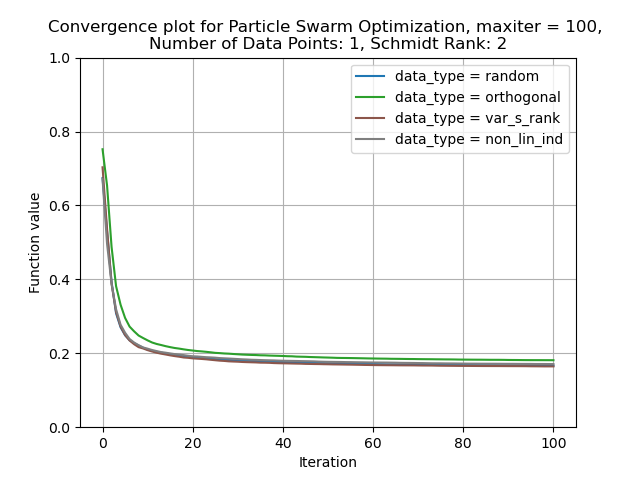 Convergence plot for Particle Swarm Optimization, maxiter = 100,
Number of Data Points: 1, Schmidt Rank: 2
1.0
0.8
0.6
0.4
0.2
0.0
Function value
data_type = random
data_type = orthogonal
data_type = var_s_rank
data_type = non_lin_ind
0
20
40
60
80
100
Iteration